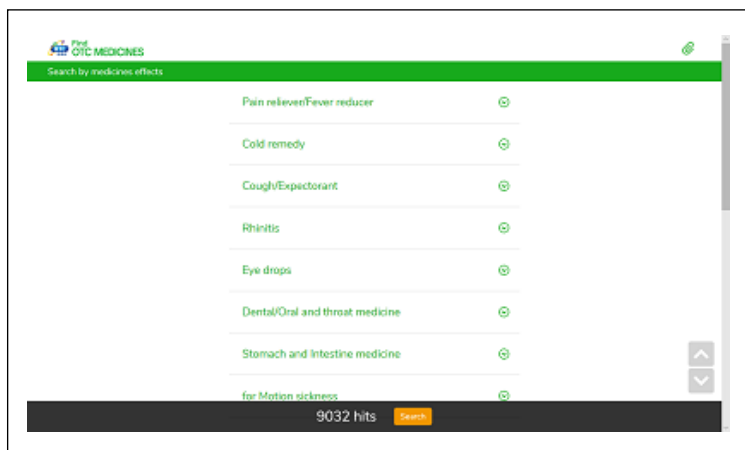 Find
OTC MEDICINES
Search by medicines effects
Pain reliever/Fever reducer
Cold remedy
Cough/Expectorant
Rhinitis
Eye drops
Dental/Oral and throat medicine
Stomach and Intestine medicine
for Motion sickness
9032 hits
Search